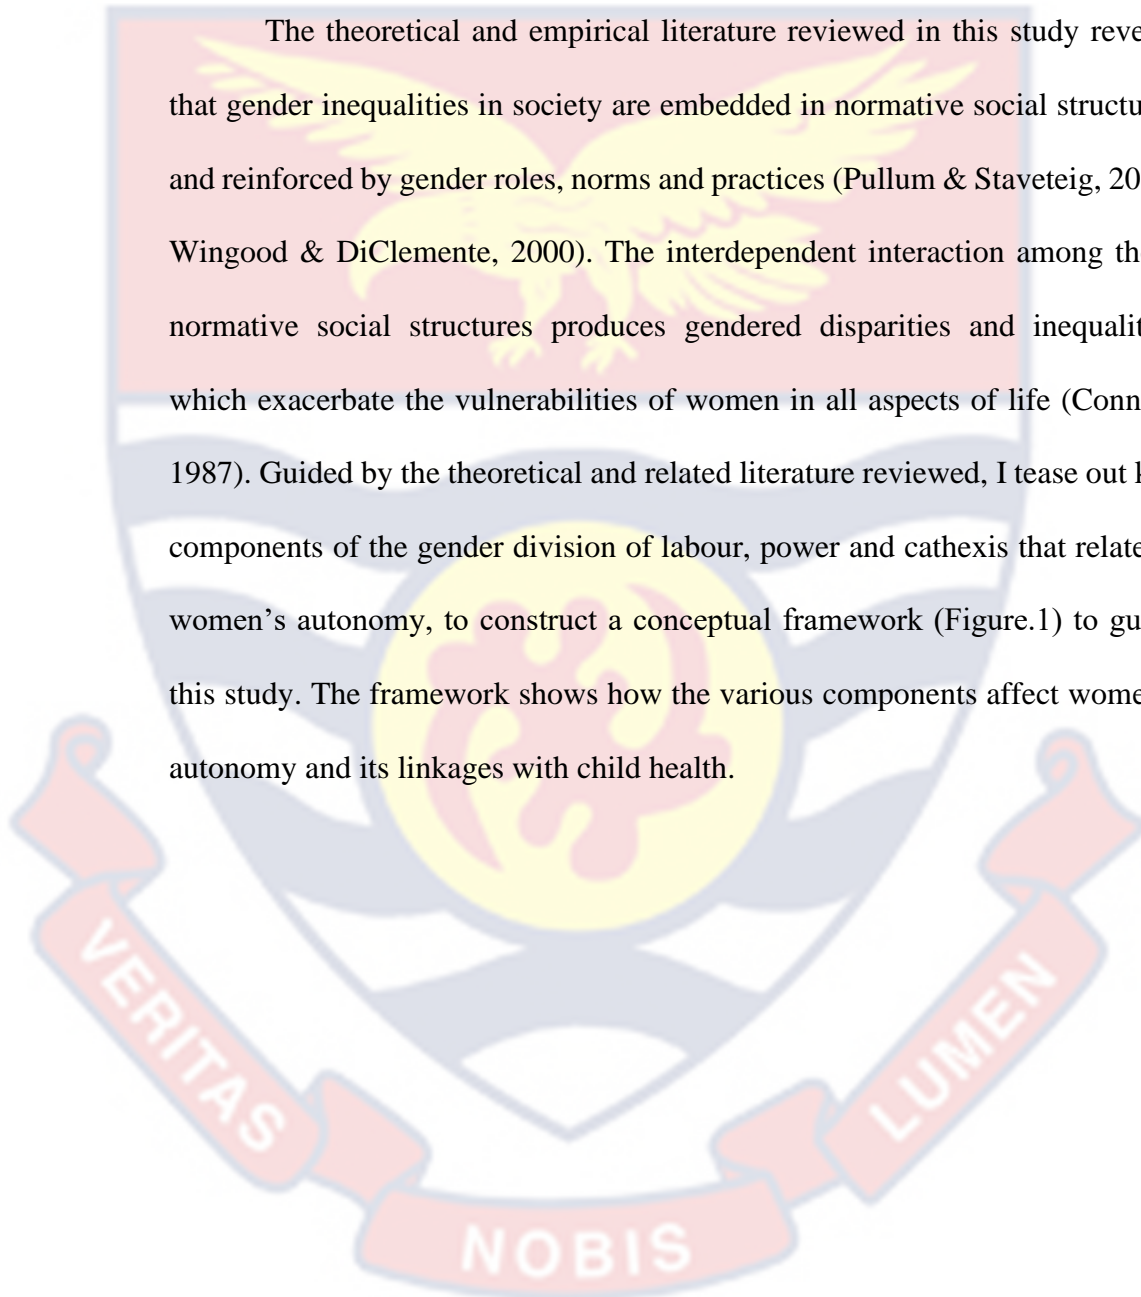 The theoretical and empirical literature reviewed in this study reve
that gender inequalities in society are embedded in normative social structu
and reinforced by gender roles, norms and practices (Pullum & Staveteig, 20
Wingood & DiClemente, 2000). The interdependent interaction among th
normative social structures produces gendered disparities and inequalit
which exacerbate the vulnerabilities of women in all aspects of life (Conn
1987). Guided by the theoretical and related literature reviewed, I tease out k
components of the gender division of labour, power and cathexis that relate
women’s autonomy, to construct a conceptual framework (Figure.1) to gu
this study. The framework shows how the various components affect wome
autonomy and its linkages with child health.
VERITAS
NOBIS
LUMEN